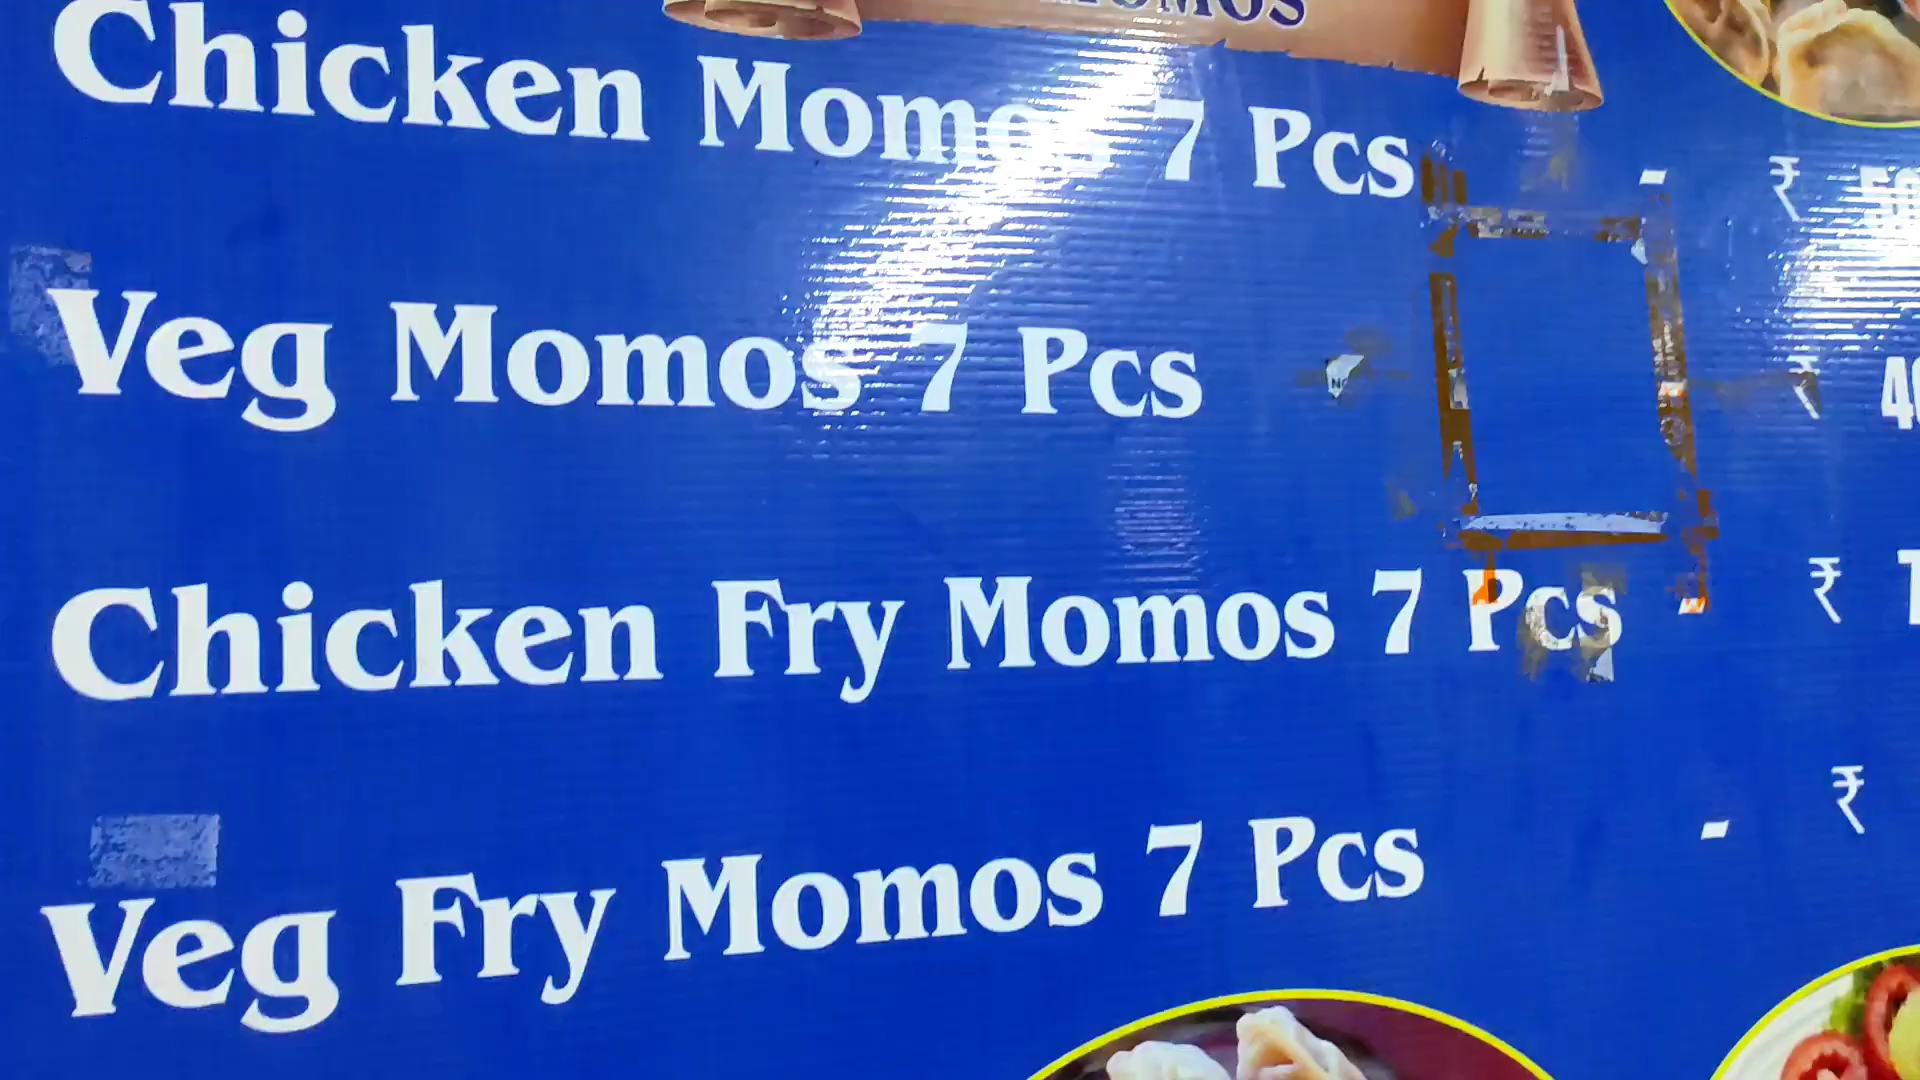 MOMOS
Chicken Momos 7 Pcs - ₹ 50
Veg Momos 7 Pcs ₹ 40
Chicken Fry Momos 7 Pcs - ₹
Veg Fry Momos 7 Pcs - ₹